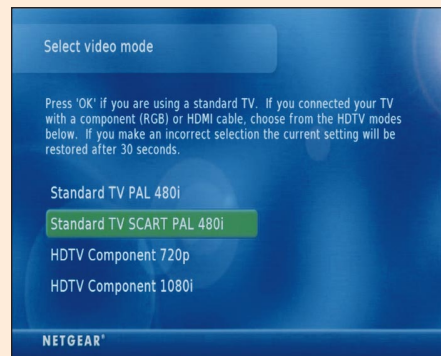 Select video mode
Press 'OK' if you are using a standard TV. If you connected your TV
with a component (RGB) or HDMI cable, choose from the HDTV modes
below. If you make an incorrect selection the current setting will be
restored after 30 seconds.
Standard TV PAL 480i
Standard TV SCART PAL 480i
HDTV Component 720p
HDTV Component 1080i
NETGEAR®